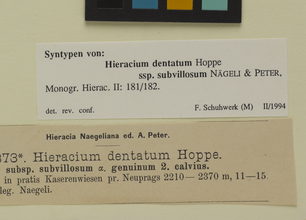 Syntypen von:
Hieracium dentatum Hoppe
ssp. subvillosum NÄGELI & PETER,
Monogr. Hierac. II: 181/182.
det. rev. conf. F. Schuhwerk (M) II/1994
Hieracia Naegeliana ed. A. Peter.
373*. Hieracium dentatum Hoppe.
subsp. subvillosum α. genuinum 2. calvius.
in pratis Kaserenwiesen pr. Neuprags 2210—2370 m, 11—15.
leg. Naegeli.